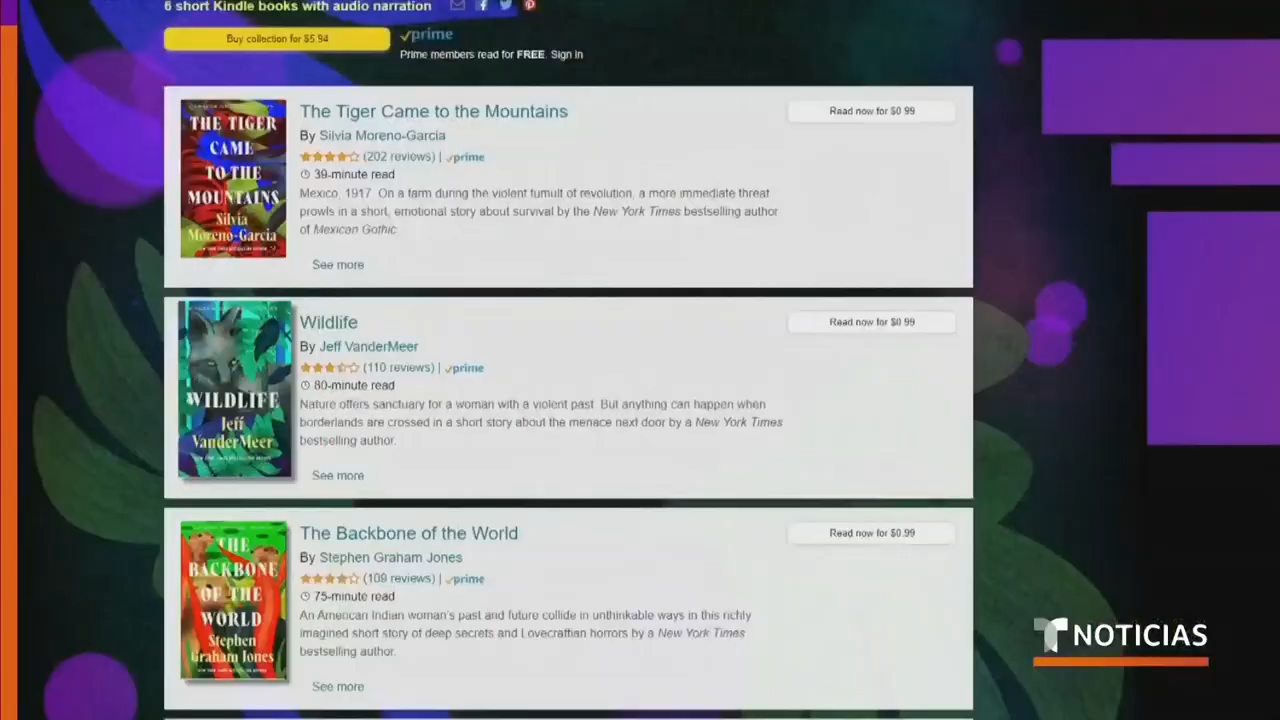 6 short Kindle books with audio narration
Buy collection for $5.94
prime
Prime members read for FREE. Sign in
THE TIGER
CAME
TO THE
MOUNTAINS
Silvia
Moreno-Garcia
The Tiger Came to the Mountains
Read now for $0.99
By Silvia Moreno-Garcia
(202 reviews) | prime
39-minute read
Mexico, 1917. On a farm during the violent tumult of revolution, a more immediate threat
prowls in a short, emotional story about survival by the New York Times bestselling author
of Mexican Gothic.
See more
WILDLIFE
Jeff
VanderMeer
Wildlife
Read now for $0.99
By Jeff VanderMeer
(110 reviews) | prime
80-minute read
Nature offers sanctuary for a woman with a violent past. But anything can happen when
borderlands are crossed in a short story about the menace next door by a New York Times
bestselling author.
See more
THE
BACKBONE
OF THE
WORLD
Stephen
Graham Jones
The Backbone of the World
Read now for $0.99
By Stephen Graham Jones
(109 reviews) | prime
75-minute read
An American Indian woman's past and future collide in unthinkable ways in this richly
imagined short story of deep secrets and Lovecraftian horrors by a New York Times
bestselling author.
See more
NOTICIAS